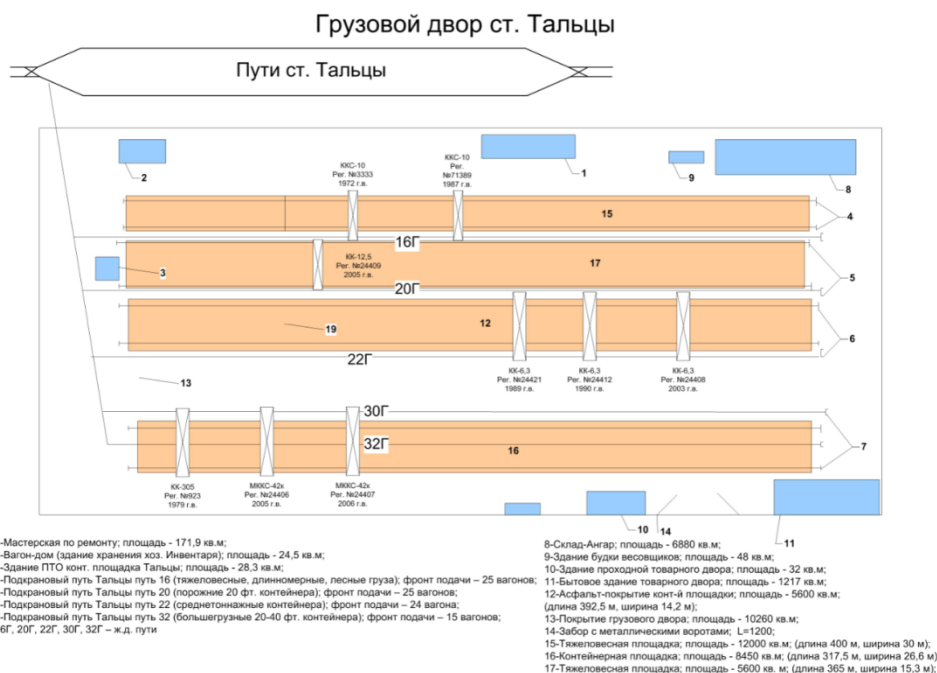 Грузовой двор ст. Тальцы
Пути ст. Тальцы
ККС-10
Рег. №3333
1972 г.в.
ККС-10
Рег.
№71389
1987 г.в.
2
1
9
8
15
4
16Г
КК-12,5
Рег. №24409
2005 г.в.
3
17
5
20Г
19
12
6
22Г
КК-6,3
Рег. №24421
1989 г.в.
КК-6,3
Рег. №24412
1990 г.в.
КК-6,3
Рег. №24408
2003 г.в.
13
30Г
32Г
16
7
КК-305
Рег. №923
1979 г.в.
МККС-42к
Рег. №24406
2005 г.в.
МККС-42к
Рег. №24407
2006 г.в.
10
14
11
-Мастерская по ремонту; площадь - 171,9 кв.м;
-Вагон-дом (здание хранения хоз. Инвентаря); площадь - 24,5 кв.м;
-Здание ПТО конт. площадка Тальцы; площадь - 28,3 кв.м;
-Подкрановый путь Тальцы путь 16 (тяжеловесные, длинномерные, лесные груза); фронт подачи – 25 вагонов;
-Подкрановый путь Тальцы путь 20 (порожние 20 фт. контейнера); фронт подачи – 25 вагонов;
-Подкрановый путь Тальцы путь 22 (среднетоннажные контейнера); фронт подачи – 24 вагона;
-Подкрановый путь Тальцы путь 32 (большегрузные 20-40 фт. контейнера); фронт подачи – 15 вагонов;
6Г, 20Г, 22Г, 30Г, 32Г – ж.д. пути
8-Склад-Ангар; площадь - 6880 кв.м;
9-Здание будки весовщиков; площадь - 48 кв.м;
10-Здание проходной товарного двора; площадь - 32 кв.м;
11-Бытовое здание товарного двора; площадь - 1217 кв.м;
12-Асфальт-покрытие конт-й площадки; площадь - 5600 кв.м;
(длина 392,5 м, ширина 14,2 м);
13-Покрытие грузового двора; площадь - 10260 кв.м;
14-Забор с металлическими воротами; L=1200;
15-Тяжеловесная площадка; площадь - 12000 кв.м; (длина 400 м, ширина 30 м);
16-Контейнерная площадка; площадь - 8450 кв.м; (длина 317,5 м, ширина 26,6 м)
17-Тяжеловесная площадка; площадь - 5600 кв. м; (длина 365 м, ширина 15,3 м);